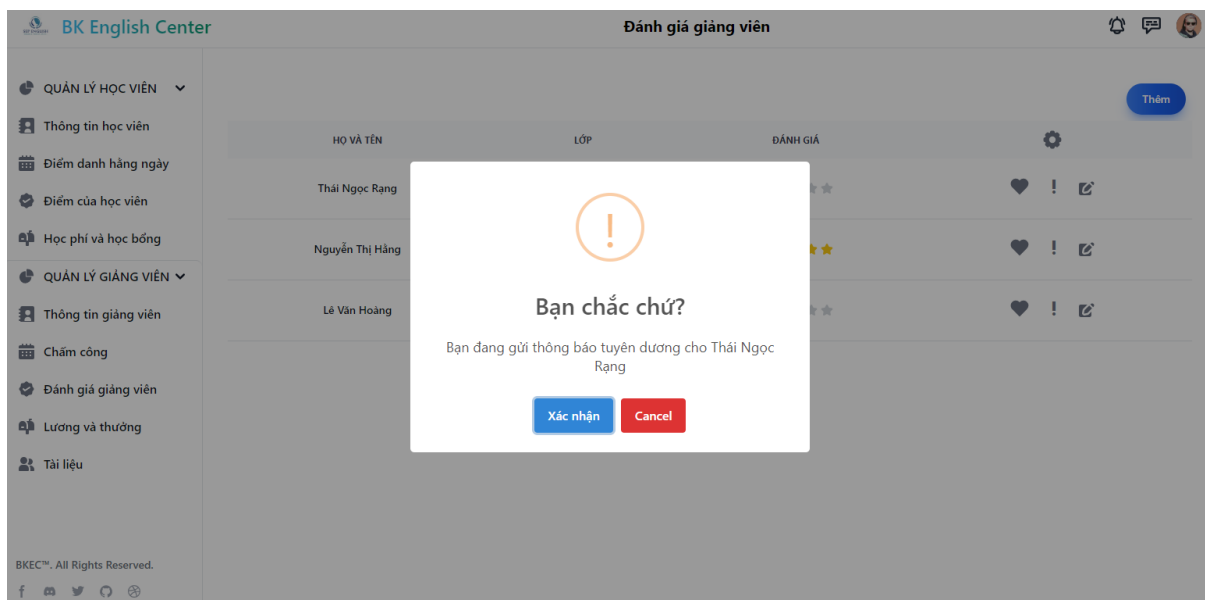 BK English Center
Đánh giá giảng viên
QUẢN LÝ HỌC VIÊN
Thông tin học viên
Điểm danh hằng ngày
Điểm của học viên
Học phí và học bổng
QUẢN LÝ GIẢNG VIÊN
Thông tin giảng viên
Chấm công
Đánh giá giảng viên
Lương và thưởng
Tài liệu
BKEC™. All Rights Reserved.
Thêm
HỌ VÀ TÊN LỚP ĐÁNH GIÁ
Thái Ngọc Rạng
Nguyễn Thị Hằng
Lê Văn Hoàng
!
Bạn chắc chứ?
Bạn đang gửi thông báo tuyên dương cho Thái Ngọc
Rạng
Xác nhận Cancel